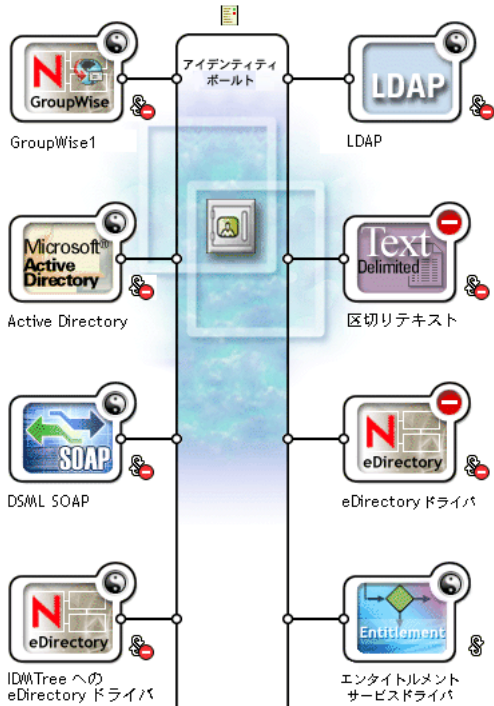 アイデンティティ
ボールト
N
GroupWise
GroupWise1
LDAP
LDAP
Microsoft®
Active
Directory
Active Directory
Text
Delimited
区切りテキスト
SOAP
DSML SOAP
N
eDirectory
eDirectory ドライバ
N
eDirectory
IDMTree への
eDirectory ドライバ
Entitlement
エンタイトルメント
サービスドライバ